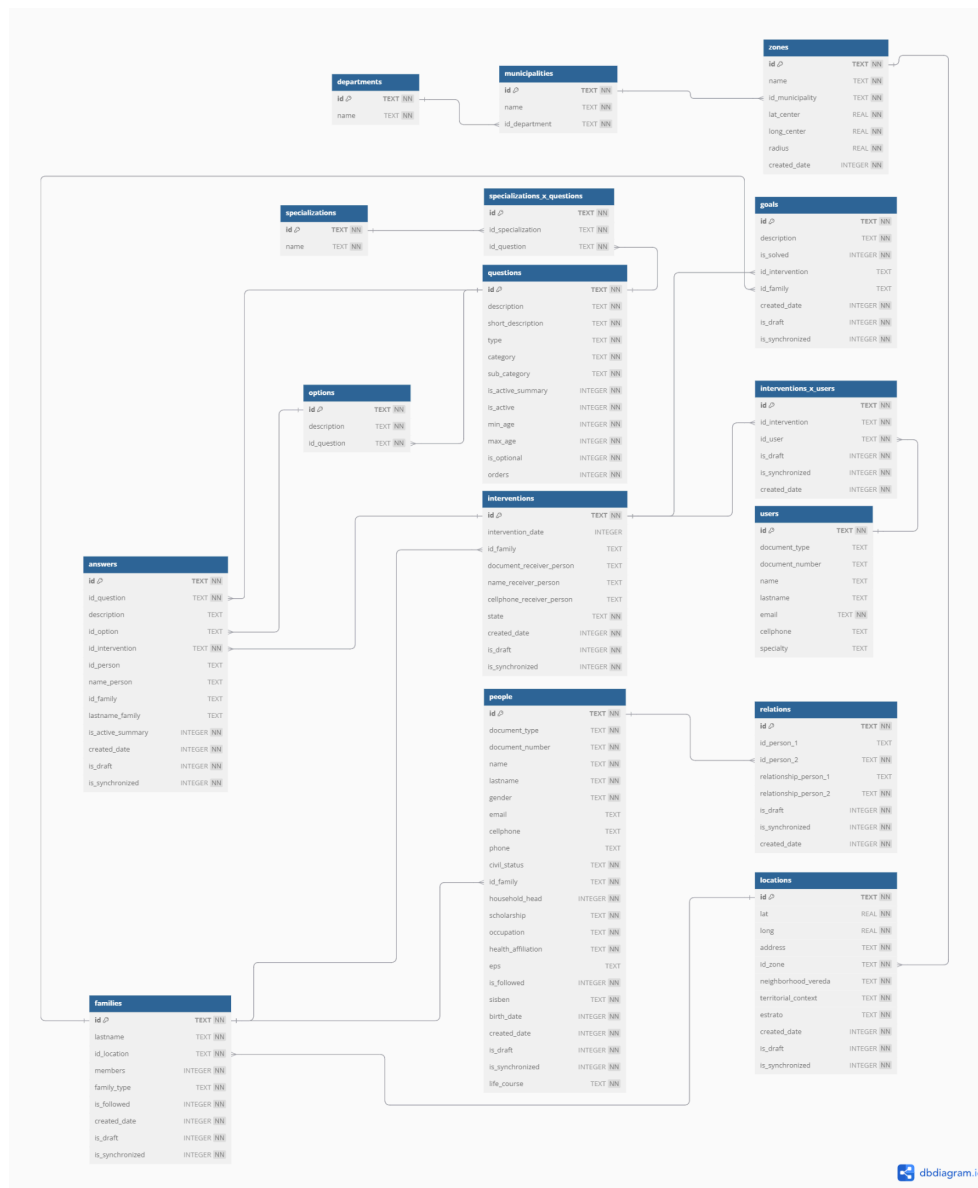 departments
id TEXT NN
name TEXT NN
municipalities
id TEXT NN
name TEXT NN
id_department TEXT NN
zones
id TEXT NN
name TEXT NN
id_municipality TEXT NN
lat_center REAL NN
long_center REAL NN
radius REAL NN
created_date INTEGER NN
specializations
id TEXT NN
name TEXT NN
specializations_x_questions
id TEXT NN
id_specialization TEXT NN
id_question TEXT NN
goals
id TEXT NN
description TEXT NN
is_solved INTEGER NN
id_intervention TEXT
id_family TEXT
created_date INTEGER NN
is_draft INTEGER NN
is_synchronized INTEGER NN
questions
id TEXT NN
description TEXT NN
short_description TEXT NN
type TEXT NN
category TEXT NN
sub_category TEXT NN
is_active_summary INTEGER NN
is_active INTEGER NN
min_age INTEGER NN
max_age INTEGER NN
is_optional INTEGER NN
orders INTEGER NN
options
id TEXT NN
description TEXT NN
id_question TEXT NN
interventions_x_users
id TEXT NN
id_intervention TEXT NN
id_user TEXT NN
is_draft INTEGER NN
is_synchronized INTEGER NN
created_date INTEGER NN
interventions
id TEXT NN
intervention_date INTEGER
id_family TEXT
document_receiver_person TEXT
name_receiver_person TEXT
cellphone_receiver_person TEXT
state TEXT NN
created_date INTEGER NN
is_draft INTEGER NN
is_synchronized INTEGER NN
users
id TEXT NN
document_type TEXT
document_number TEXT
name TEXT
lastname TEXT
email TEXT NN
cellphone TEXT
specialty TEXT
answers
id TEXT NN
id_question TEXT NN
description TEXT
id_option TEXT
id_intervention TEXT NN
id_person TEXT
name_person TEXT
id_family TEXT
lastname_family TEXT
is_active_summary INTEGER NN
created_date INTEGER NN
is_draft INTEGER NN
is_synchronized INTEGER NN
people
id TEXT NN
document_type TEXT NN
document_number TEXT NN
name TEXT NN
lastname TEXT NN
gender TEXT NN
email TEXT
cellphone TEXT
phone TEXT
civil_status TEXT NN
id_family TEXT NN
household_head INTEGER NN
scholarship TEXT NN
occupation TEXT NN
health_affiliation TEXT NN
eps TEXT
is_followed INTEGER NN
sisben TEXT NN
birth_date INTEGER NN
created_date INTEGER NN
is_draft INTEGER NN
is_synchronized INTEGER NN
life_course TEXT NN
relations
id TEXT NN
id_person_1 TEXT
id_person_2 TEXT NN
relationship_person_1 TEXT
relationship_person_2 TEXT NN
is_draft INTEGER NN
is_synchronized INTEGER NN
created_date INTEGER NN
locations
id TEXT NN
lat REAL NN
long REAL NN
address TEXT NN
id_zone TEXT NN
neighborhood_vereda TEXT NN
territorial_context TEXT NN
estrato TEXT NN
created_date INTEGER NN
is_draft INTEGER NN
is_synchronized INTEGER NN
families
id TEXT NN
lastname TEXT NN
id_location TEXT NN
members INTEGER NN
family_type TEXT NN
is_followed INTEGER NN
created_date INTEGER NN
is_draft INTEGER NN
is_synchronized INTEGER NN
dbdiagram.i